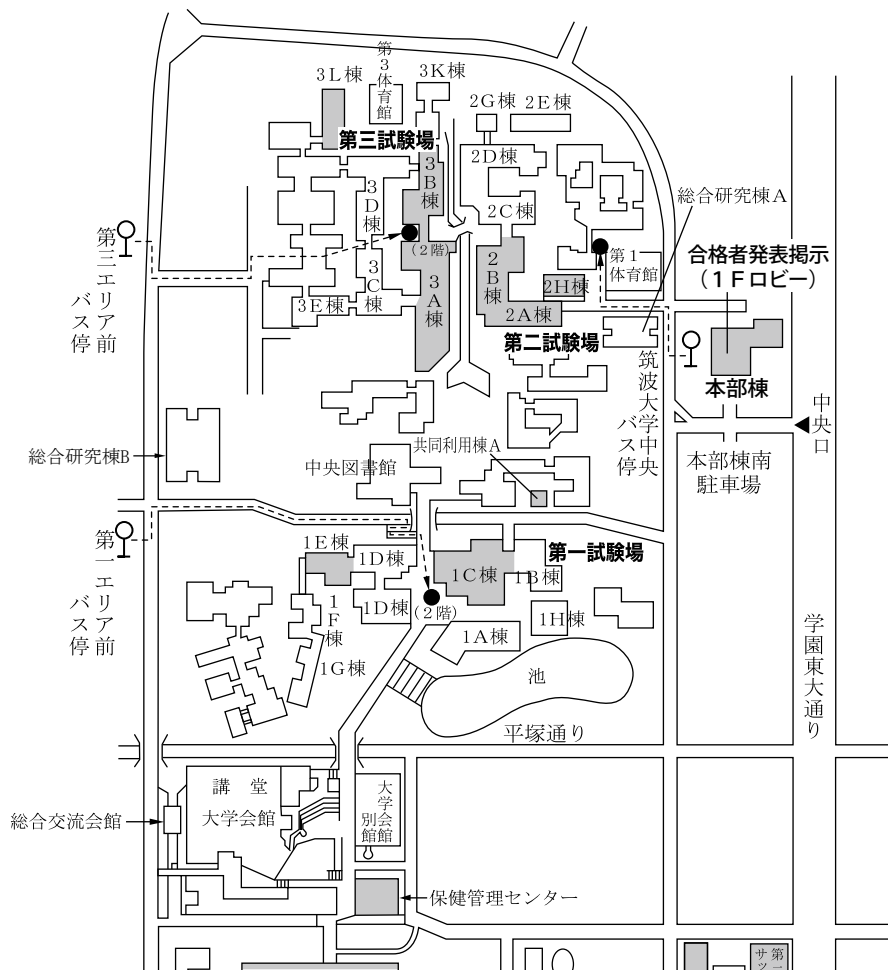 第3体育館
3L棟
3K棟
2G棟
2E棟
第三試験場
2D棟
3B棟
3D棟
2C棟
総合研究棟A
(2階)
第三エリア前
バス停
第1
体育館
合格者発表掲示
(1Fロビー)
3C棟
3A棟
2B棟
2H棟
3E棟
2A棟
第二試験場
筑波大学中央
バス停
本部棟
中央口
総合研究棟B
中央図書館
共同利用棟A
本部棟南
駐車場
第一エリア前
バス停
1E棟
1D棟
第一試験場
1C棟
1B棟
1F棟
1D棟
(2階)
1H棟
1A棟
1G棟
池
学園東大通り
平塚通り
講堂
大学会館
大学会館
別館
総合交流会館
保健管理センター